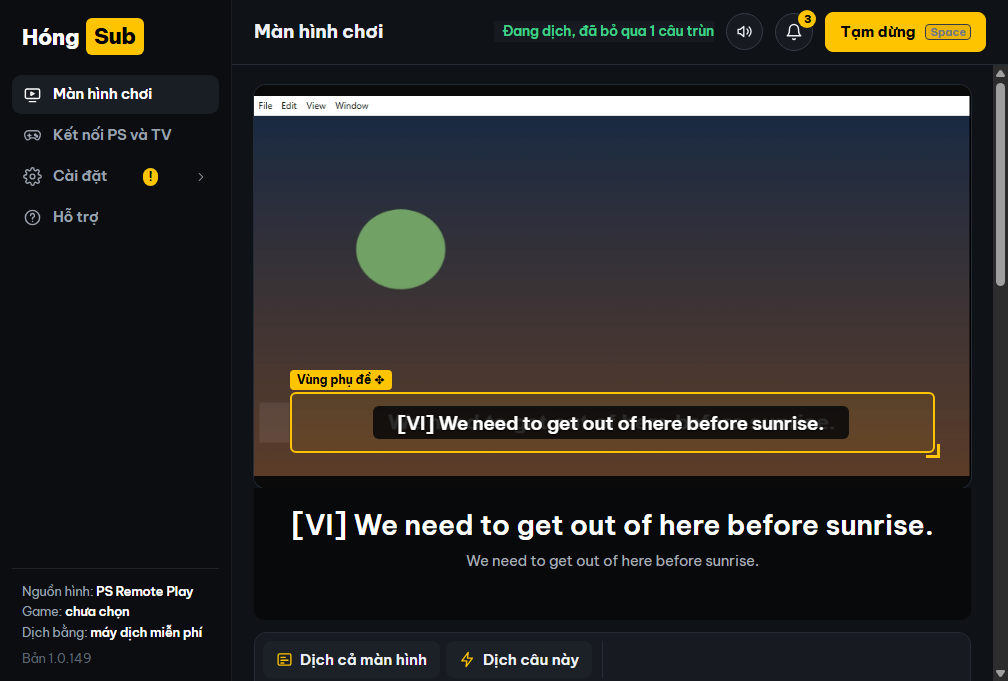 Hóng Sub
Màn hình chơi
Kết nối PS và TV
Cài đặt !
Hỗ trợ
Nguồn hình: PS Remote Play
Game: chưa chọn
Dịch bằng: máy dịch miễn phí
Bản 1.0.149
Màn hình chơi
Đang dịch, đã bỏ qua 1 câu trùn
3
Tạm dừng Space
File Edit View Window
Vùng phụ đề
[VI] We need to get out of here before sunrise.
[VI] We need to get out of here before sunrise.
We need to get out of here before sunrise.
Dịch cả màn hình
Dịch câu này